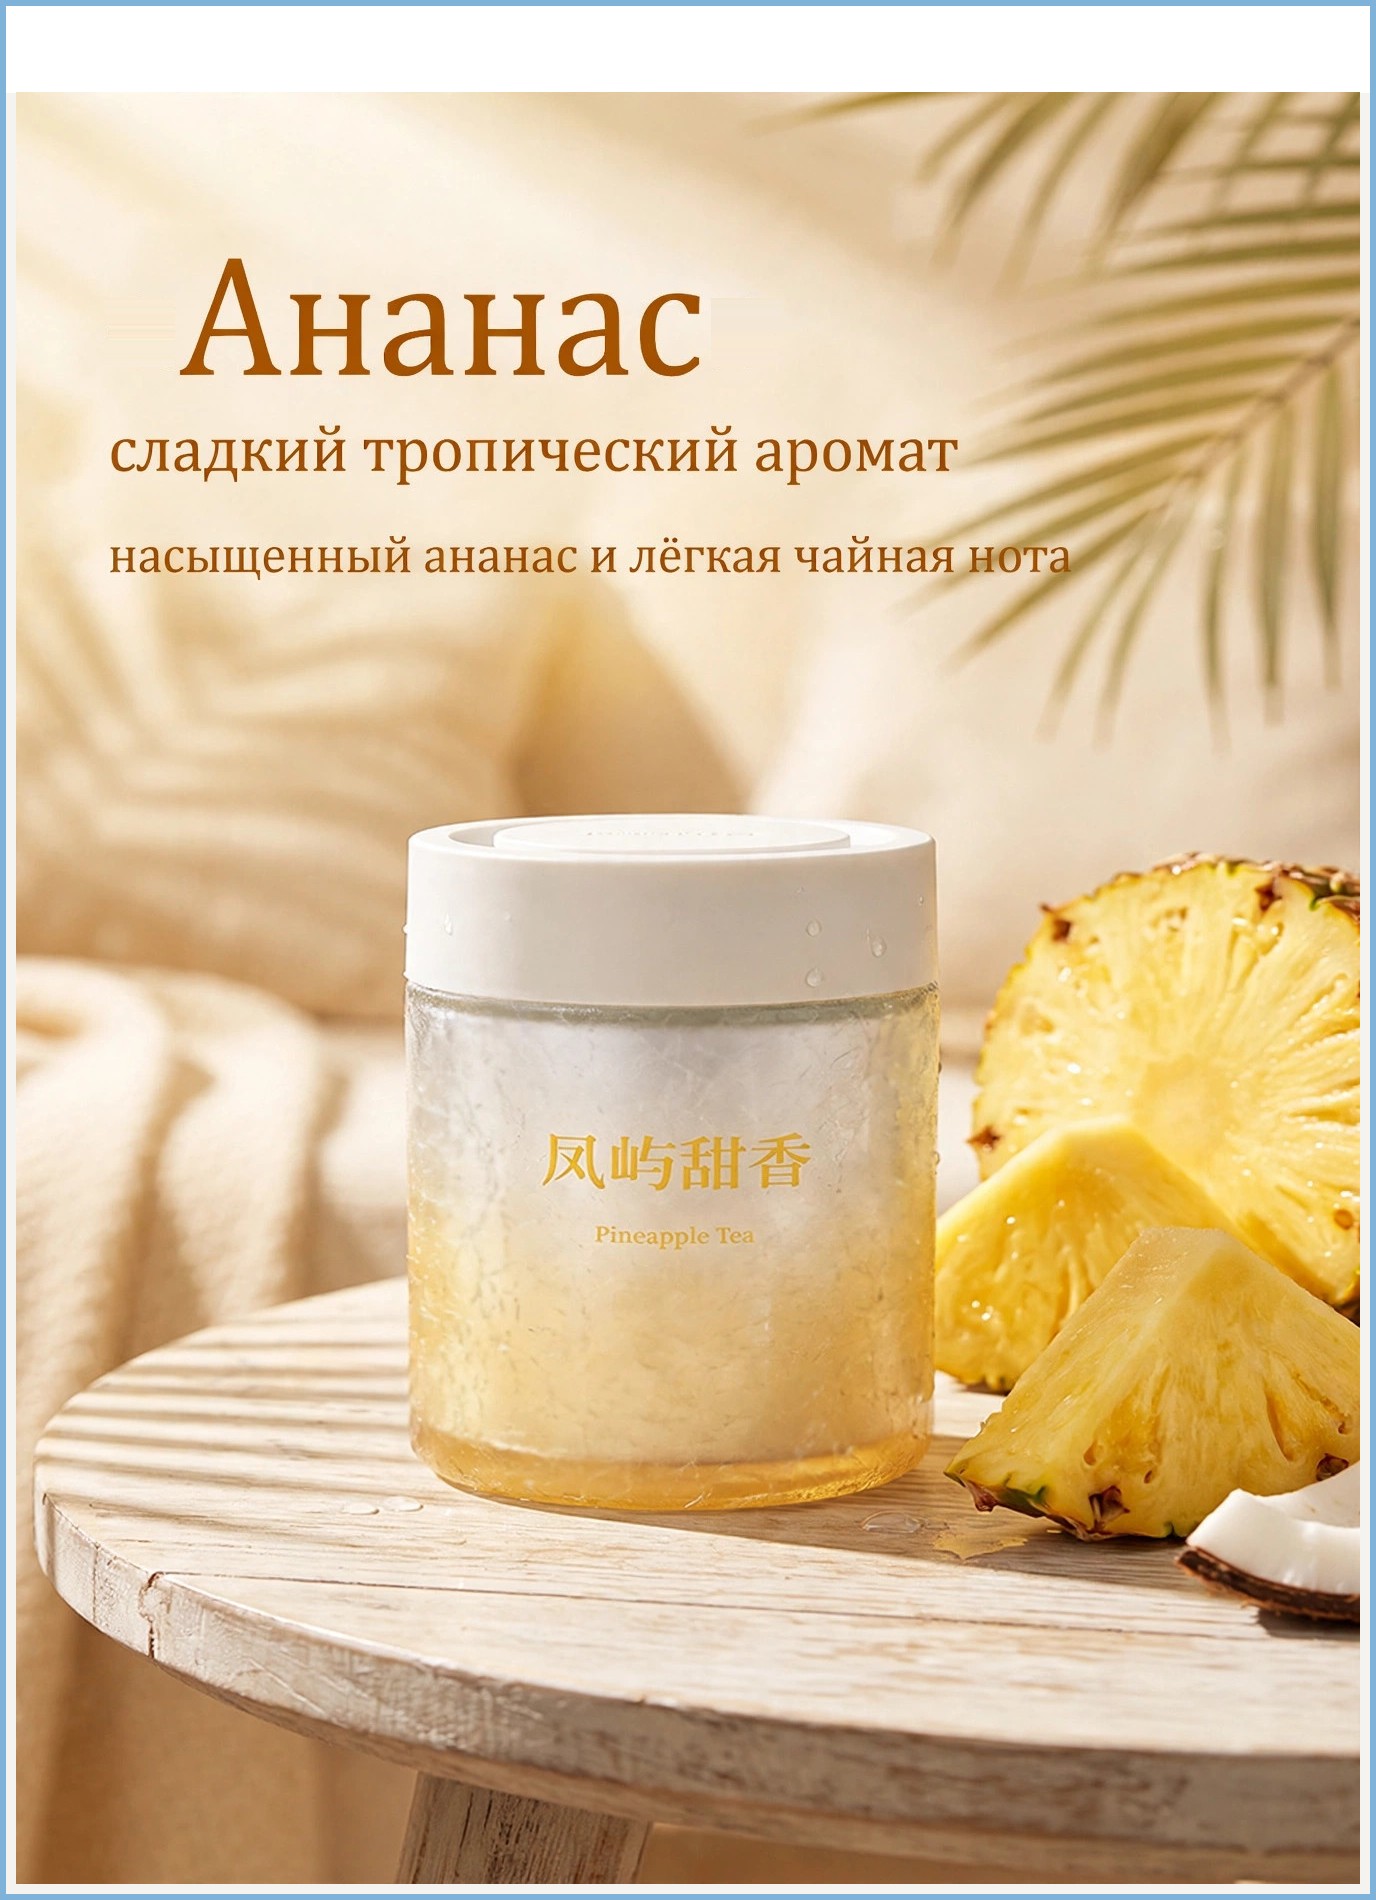 Ананас
сладкий тропический аромат
насыщенный ананас и лёгкая чайная нота
凤屿甜香
Pineapple Tea